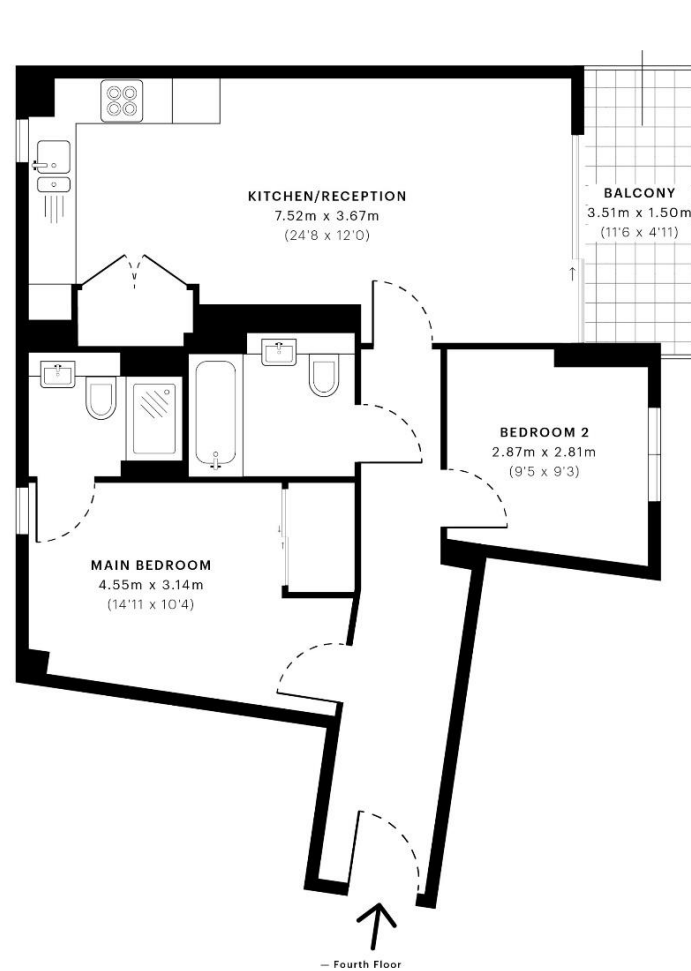 KITCHEN/RECEPTION
7.52m x 3.67m
(24'8 x 12'0)
BALCONY
3.51m x 1.50m
(11'6 x 4'11)
BEDROOM 2
2.87m x 2.81m
(9'5 x 9'3)
MAIN BEDROOM
4.55m x 3.14m
(14'11 x 10'4)
— Fourth Floor